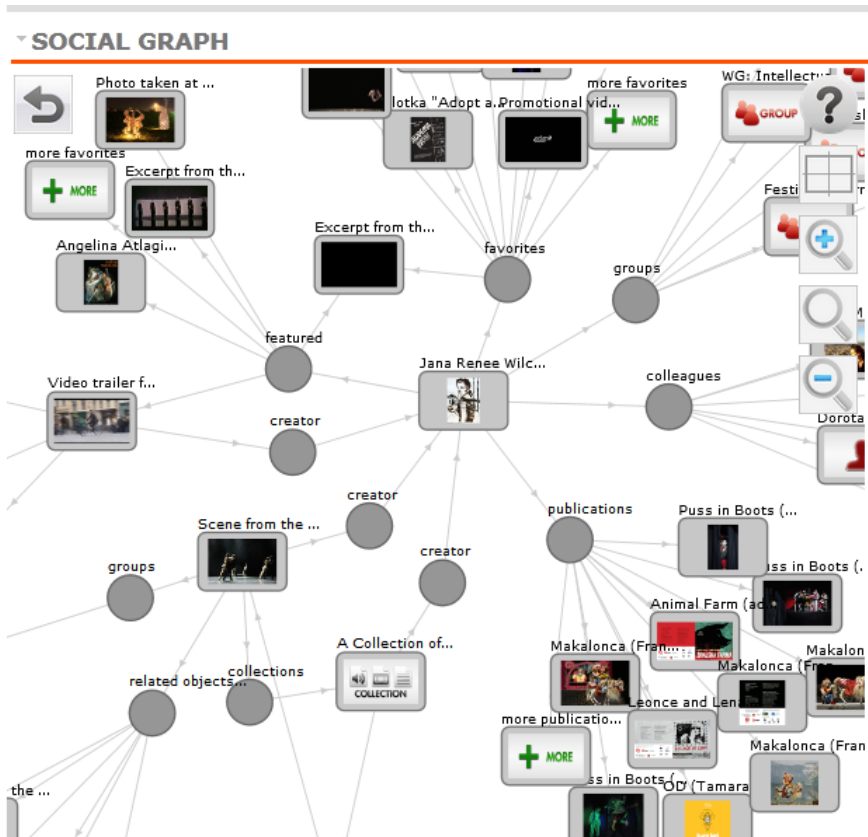 SOCIAL GRAPH
Photo taken at ...
more favorites
WG: Intellectu
lotka "Adopt a..
Promotional vid...
MORE
GROUP
?
more favorites
MORE
Excerpt from th...
Festi
Excerpt from th...
Angelina Atlagi...
favorites
groups
featured
Jana Renee Wilc...
colleagues
Video trailer f...
creator
Dorota
creator
publications
Puss in Boots (...
Scene from the ...
creator
groups
ss in Boots (.
Animal Farm (ad
A Collection of...
Makalonca (Fran...
Makalon
collections
related objects...
Makalonca (Fran
COLLECTION
Leonce and Lena
more publicatio...
MORE
Makalonca (Fran
ss in Boots (...
OD (Tamara
the ...